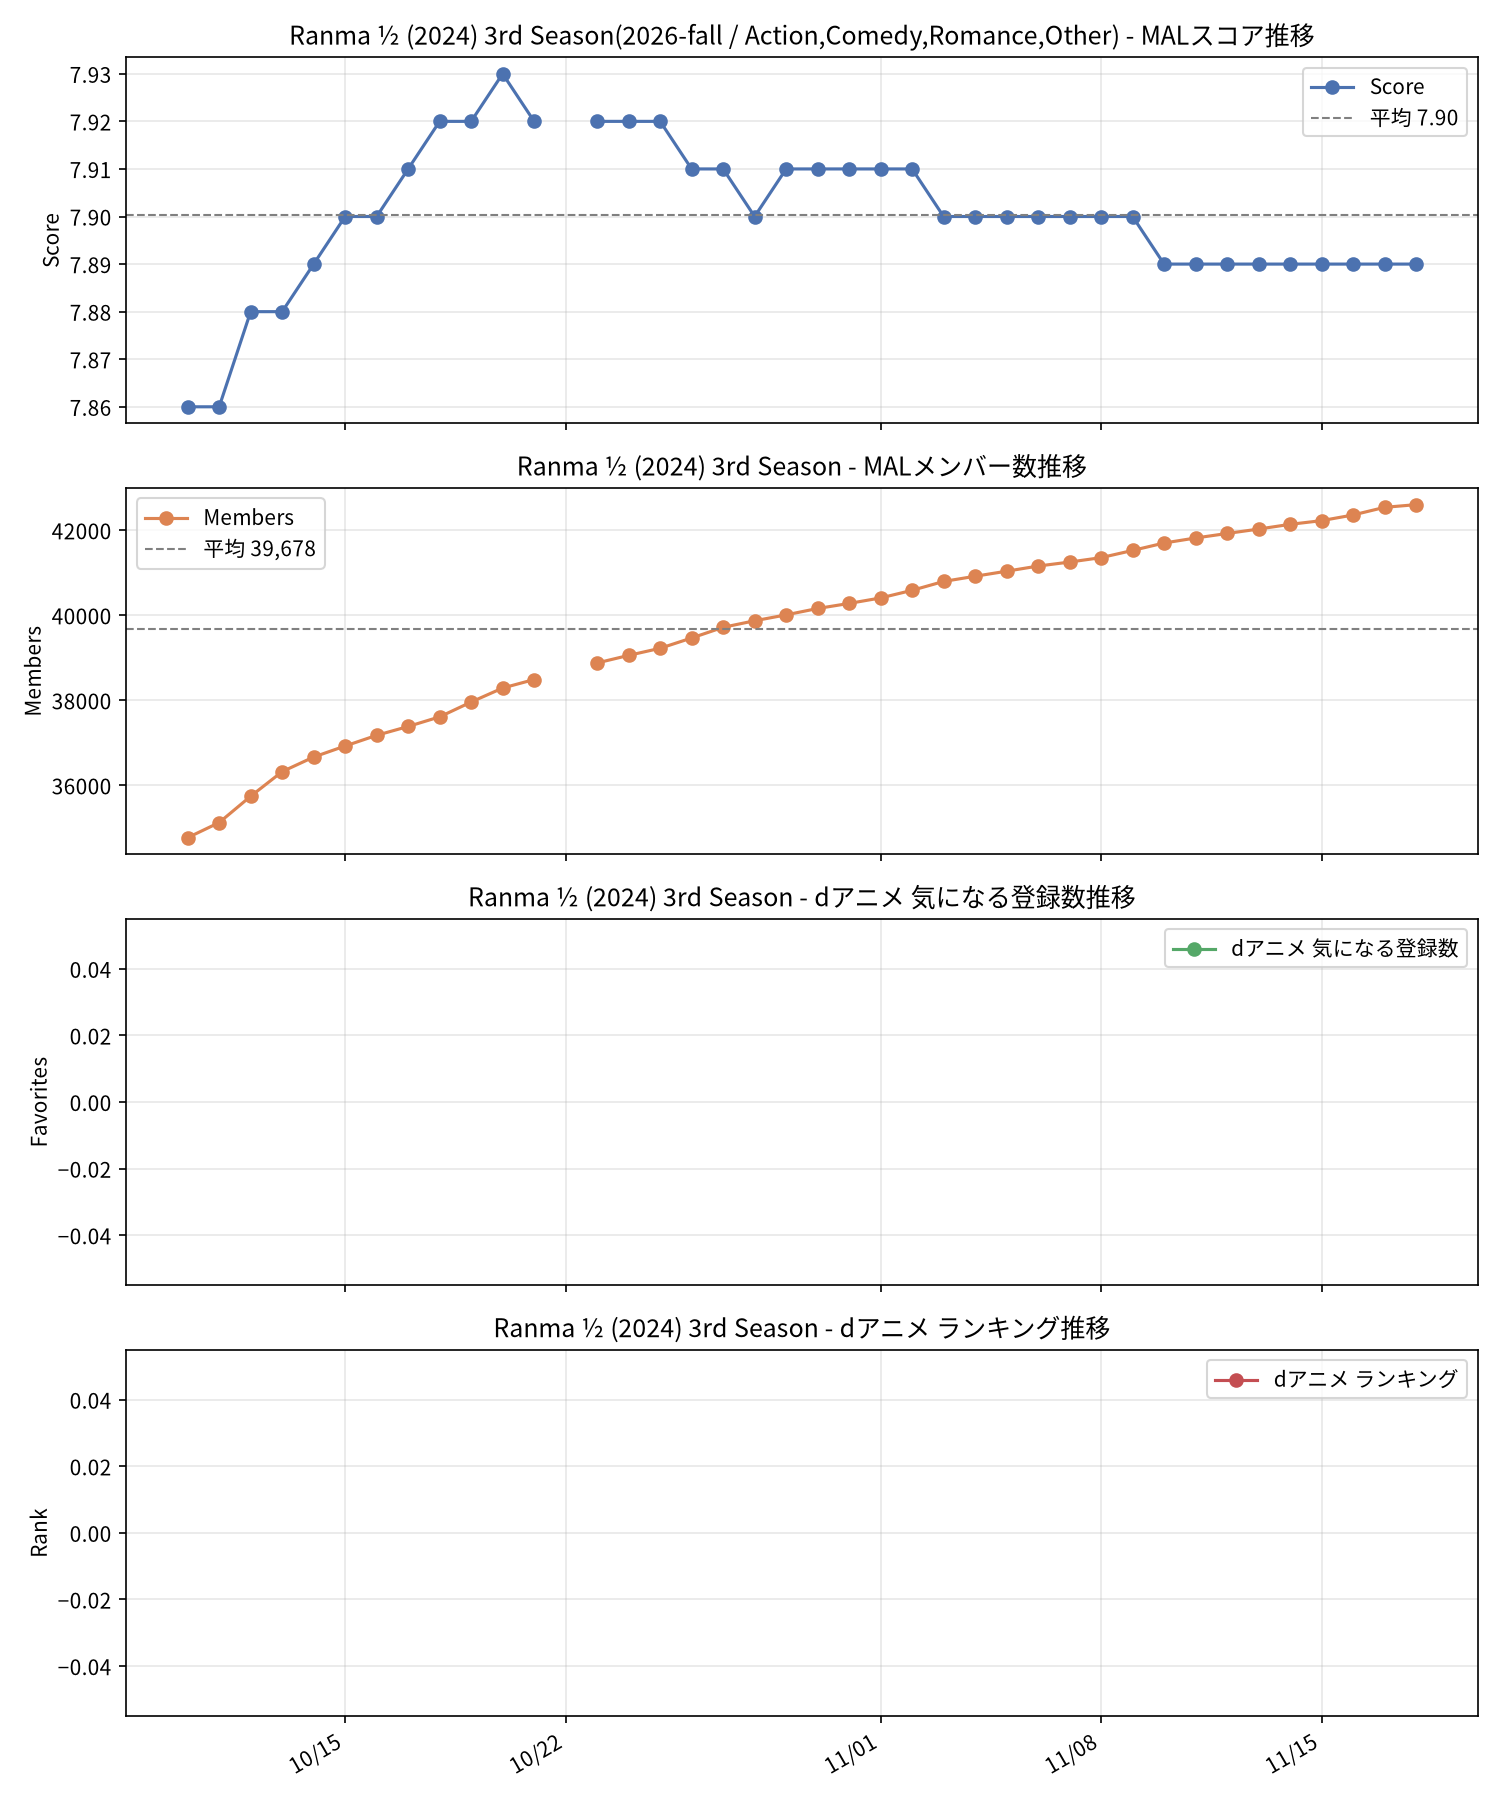 Ranma ½ (2024) 3rd Season(2026-fall / Action,Comedy,Romance,Other) - MALスコア推移
Score
7.93
7.92
7.91
7.90
7.89
7.88
7.87
7.86
Score
平均 7.90
Ranma ½ (2024) 3rd Season - MALメンバー数推移
Members
42000
40000
38000
36000
Members
平均 39,678
Ranma ½ (2024) 3rd Season - dアニメ 気になる登録数推移
Favorites
0.04
0.02
0.00
−0.02
−0.04
dアニメ 気になる登録数
Ranma ½ (2024) 3rd Season - dアニメ ランキング推移
Rank
0.04
0.02
0.00
−0.02
−0.04
dアニメ ランキング
10/15
10/22
11/01
11/08
11/15